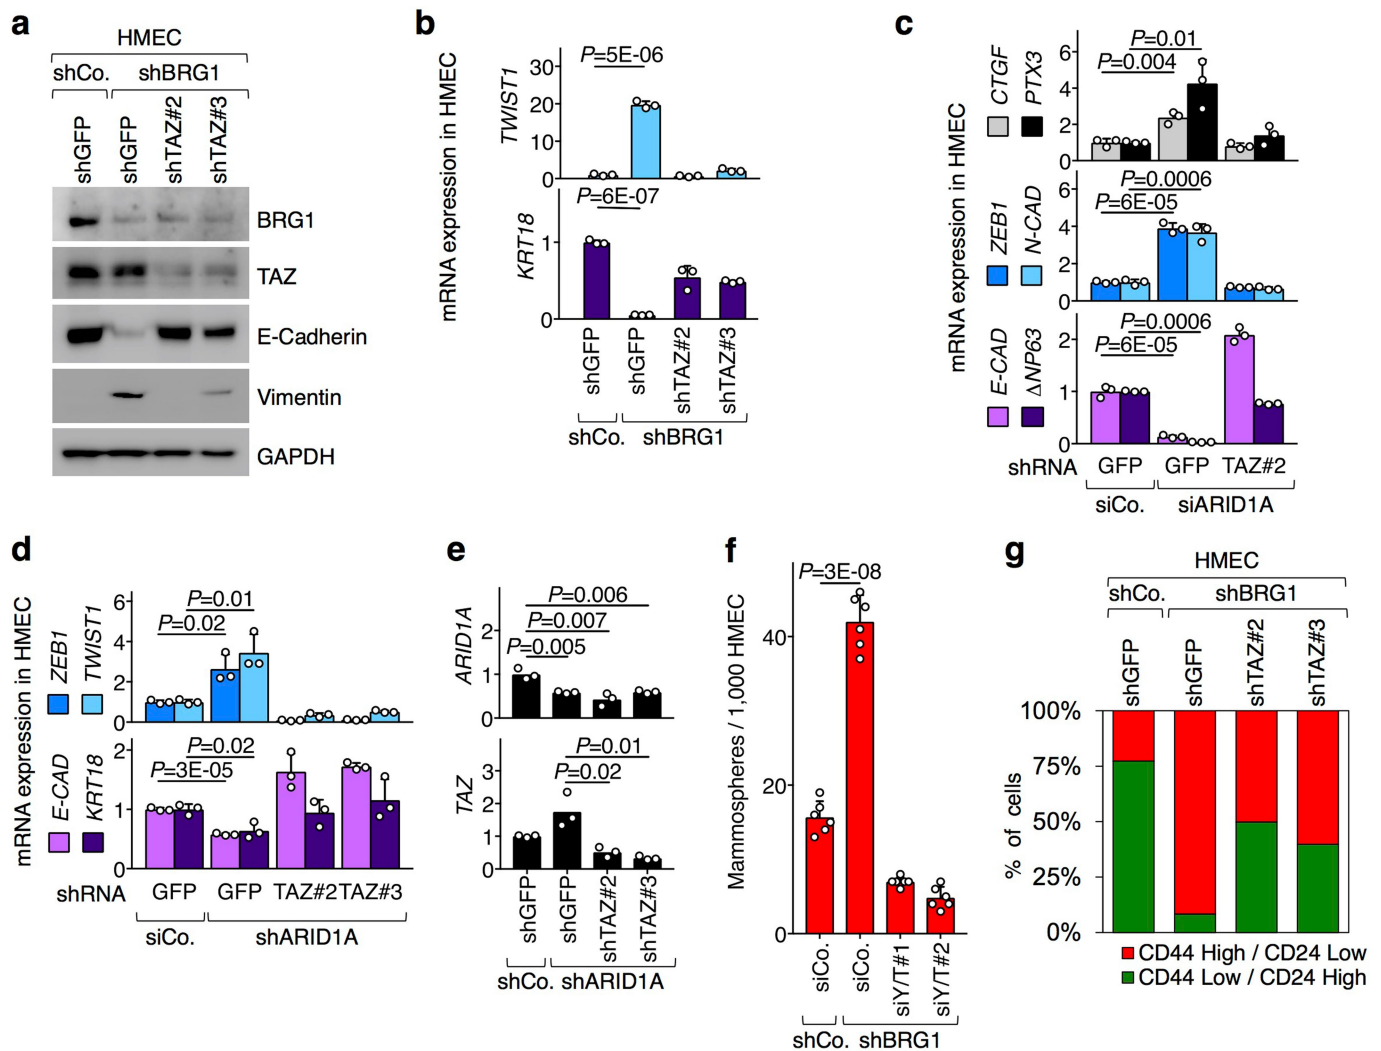 a
HMEC
shCo. shBRG1
shGFP shGFP shTAZ#2 shTAZ#3
BRG1
TAZ
E-Cadherin
Vimentin
GAPDH
b
mRNA expression in HMEC
TWIST1
P=5E-06
30
20
10
0
KRT18
P=6E-07
1
0
shGFP shGFP shTAZ#2 shTAZ#3
shCo. shBRG1
c
mRNA expression in HMEC
CTGF PTX3
P=0.01
P=0.004
6
4
2
0
ZEB1 N-CAD
P=0.0006
P=6E-05
6
4
2
0
E-CAD ΔNP63
P=0.0006
P=6E-05
2
1
0
shRNA GFP GFP TAZ#2
siCo. siARID1A
d
mRNA expression in HMEC
ZEB1 TWIST1
P=0.01
P=0.02
6
4
2
0
E-CAD KRT18
P=0.02
P=3E-05
2
1
0
shRNA GFP GFP TAZ#2 TAZ#3
siCo. shARID1A
e
ARID1A
P=0.006
P=0.007
P=0.005
2
1
0
TAZ
P=0.01
P=0.02
3
2
1
0
shGFP shGFP shTAZ#2 shTAZ#3
shCo. shARID1A
f
Mammospheres / 1,000 HMEC
P=3E-08
40
20
0
siCo. siCo. siY/T#1 siY/T#2
shCo. shBRG1
g
HMEC
shCo. shBRG1
shGFP shGFP shTAZ#2 shTAZ#3
% of cells
100%
75%
50%
25%
0%
CD44 High / CD24 Low
CD44 Low / CD24 High